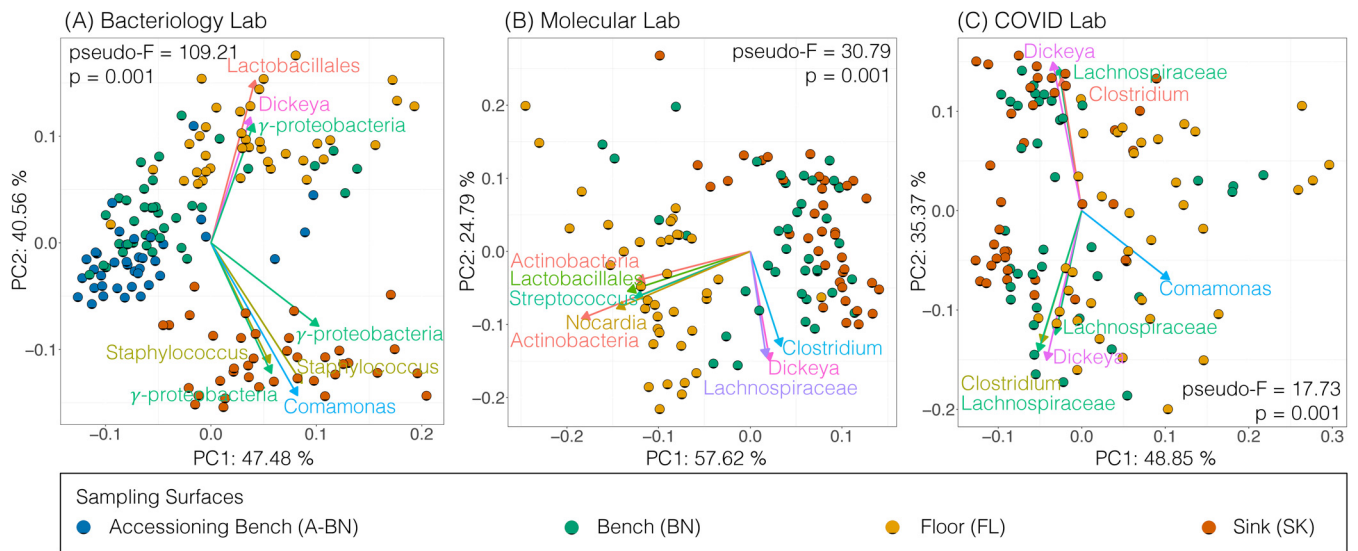 (A) Bacteriology Lab
pseudo-F = 109.21
p = 0.001
Lactobacillales
Dickeya
γ-proteobacteria
γ-proteobacteria
Staphylococcus
Staphylococcus
γ-proteobacteria
Comamonas
0.1
0.0
−0.1
PC2: 40.56 %
−0.1
0.0
0.1
0.2
PC1: 47.48 %
(B) Molecular Lab
pseudo-F = 30.79
p = 0.001
Actinobacteria
Lactobacillales
Streptococcus
Nocardia
Actinobacteria
Clostridium
Dickeya
Lachnospiraceae
0.2
0.1
0.0
−0.1
−0.2
PC2: 24.79 %
−0.2
−0.1
0.0
0.1
PC1: 57.62 %
(C) COVID Lab
Dickeya
Lachnospiraceae
Clostridium
Comamonas
Lachnospiraceae
Dickeya
Clostridium
Lachnospiraceae
pseudo-F = 17.73
p = 0.001
0.1
0.0
−0.1
−0.2
PC2: 35.37 %
−0.1
0.0
0.1
0.2
0.3
PC1: 48.85 %
Sampling Surfaces
Accessioning Bench (A-BN)
Bench (BN)
Floor (FL)
Sink (SK)